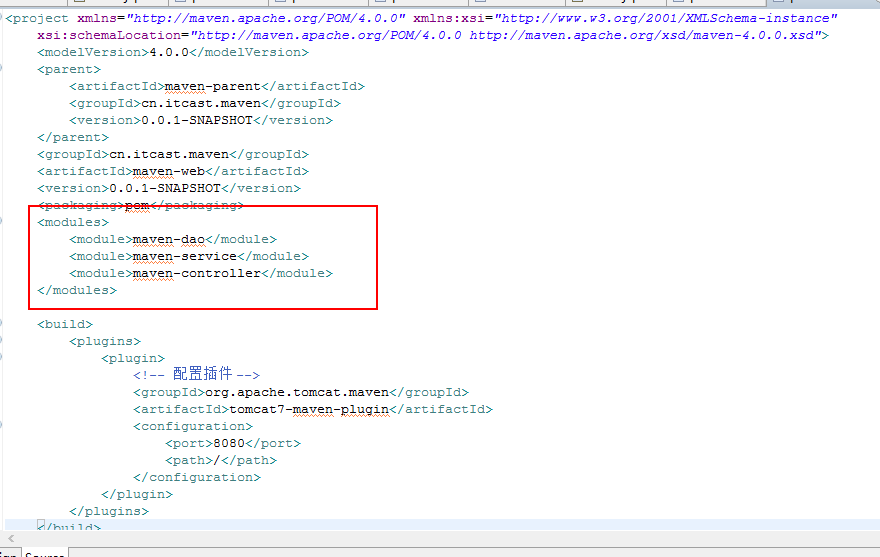 <project xmlns="http://maven.apache.org/POM/4.0.0" xmlns:xsi="http://www.w3.org/2001/XMLSchema-instance"
xsi:schemaLocation="http://maven.apache.org/POM/4.0.0 http://maven.apache.org/xsd/maven-4.0.0.xsd">
<modelVersion>4.0.0</modelVersion>
<parent>
<artifactId>maven-parent</artifactId>
<groupId>cn.itcast.maven</groupId>
<version>0.0.1-SNAPSHOT</version>
</parent>
<groupId>cn.itcast.maven</groupId>
<artifactId>maven-web</artifactId>
<version>0.0.1-SNAPSHOT</version>
<packaging>pom</packaging>
<modules>
<module>maven-dao</module>
<module>maven-service</module>
<module>maven-controller</module>
</modules>
<build>
<plugins>
<plugin>
<!-- 配置插件 -->
<groupId>org.apache.tomcat.maven</groupId>
<artifactId>tomcat7-maven-plugin</artifactId>
<configuration>
<port>8080</port>
<path>/</path>
</configuration>
</plugin>
</plugins>
</build>